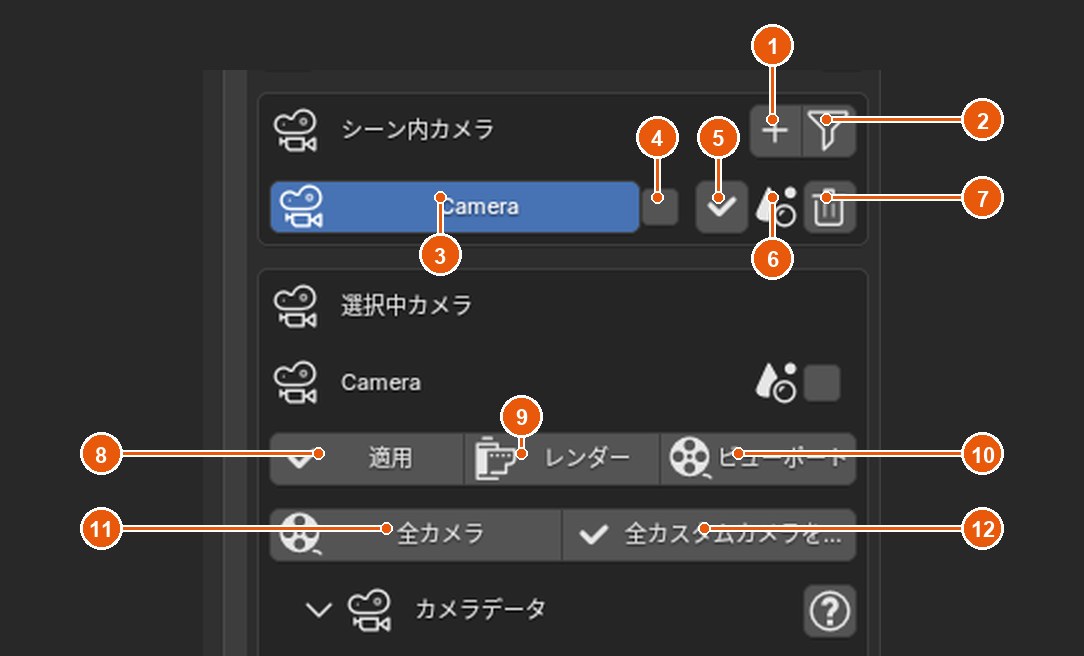 1
シーン内カメラ
2
4
5
Camera
7
3
6
選択中カメラ
Camera
9
8
適用
レンダー
ビューポート
10
11
全カメラ
全カスタムカメラを...
12
カメラデータ
?